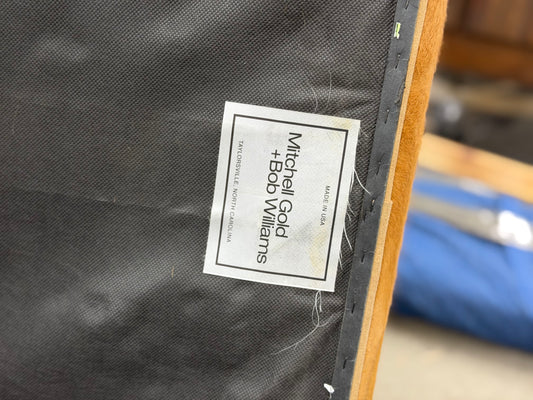 MADE IN USA
Mitchell Gold
+Bob Williams
TAYLORSVILLE, NORTH CAROLINA